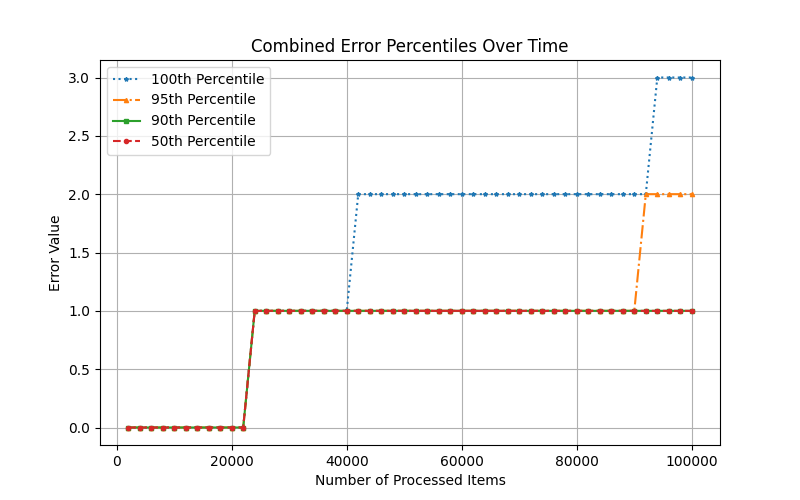 Combined Error Percentiles Over Time
100th Percentile
95th Percentile
90th Percentile
50th Percentile
Error Value
3.0
2.5
2.0
1.5
1.0
0.5
0.0
0 20000 40000 60000 80000 100000
Number of Processed Items